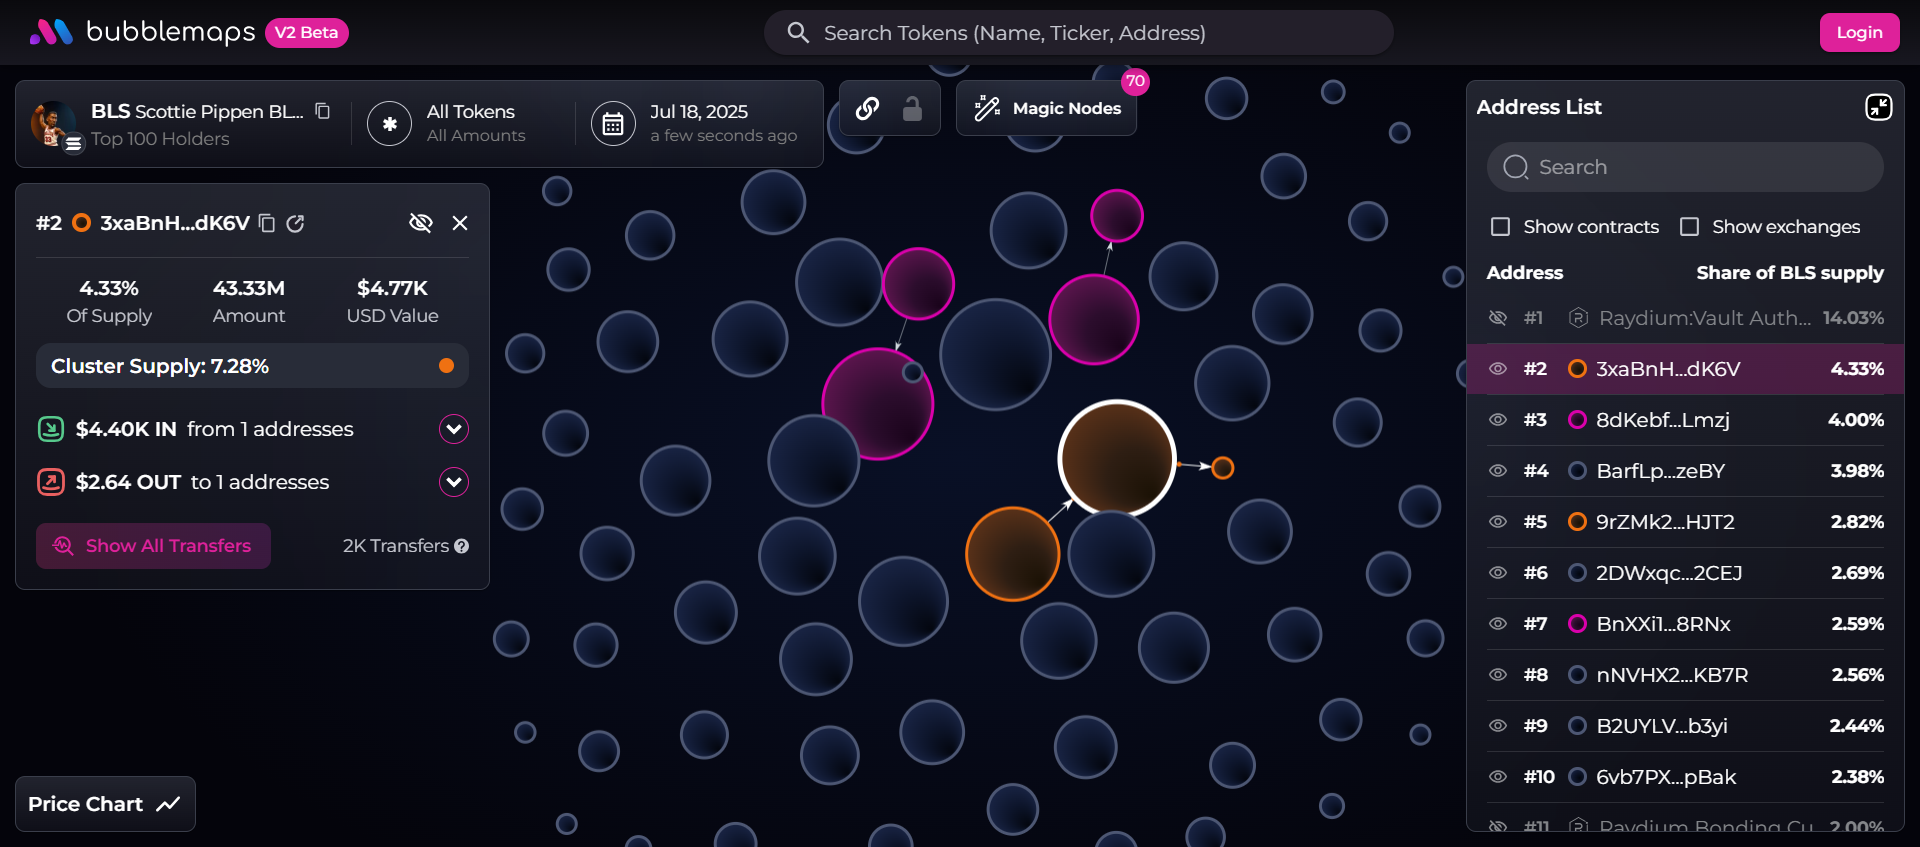 bubblemaps V2 Beta
Search Tokens (Name, Ticker, Address)
Login
BLS Scottie Pippen BL...
Top 100 Holders
All Tokens
All Amounts
Jul 18, 2025
a few seconds ago
Magic Nodes
70
#2 3xaBnH...dK6V
4.33% 43.33M $4.77K
Of Supply Amount USD Value
Cluster Supply: 7.28%
$4.40K IN from 1 addresses
$2.64 OUT to 1 addresses
Show All Transfers 2K Transfers
Price Chart
Address List
Search
Show contracts Show exchanges
Address Share of BLS supply
#1 Raydium:Vault Auth... 14.03%
#2 3xaBnH...dK6V 4.33%
#3 8dKebf...Lmzj 4.00%
#4 BarfLp...zeBY 3.98%
#5 9rZMk2...HJT2 2.82%
#6 2DWxqc...2CEJ 2.69%
#7 BnXXi1...8RNx 2.59%
#8 nNVHX2...KB7R 2.56%
#9 B2UYLV...b3yi 2.44%
#10 6vb7PX...pBak 2.38%
#11 Raydium Bonding Cu 2.00%